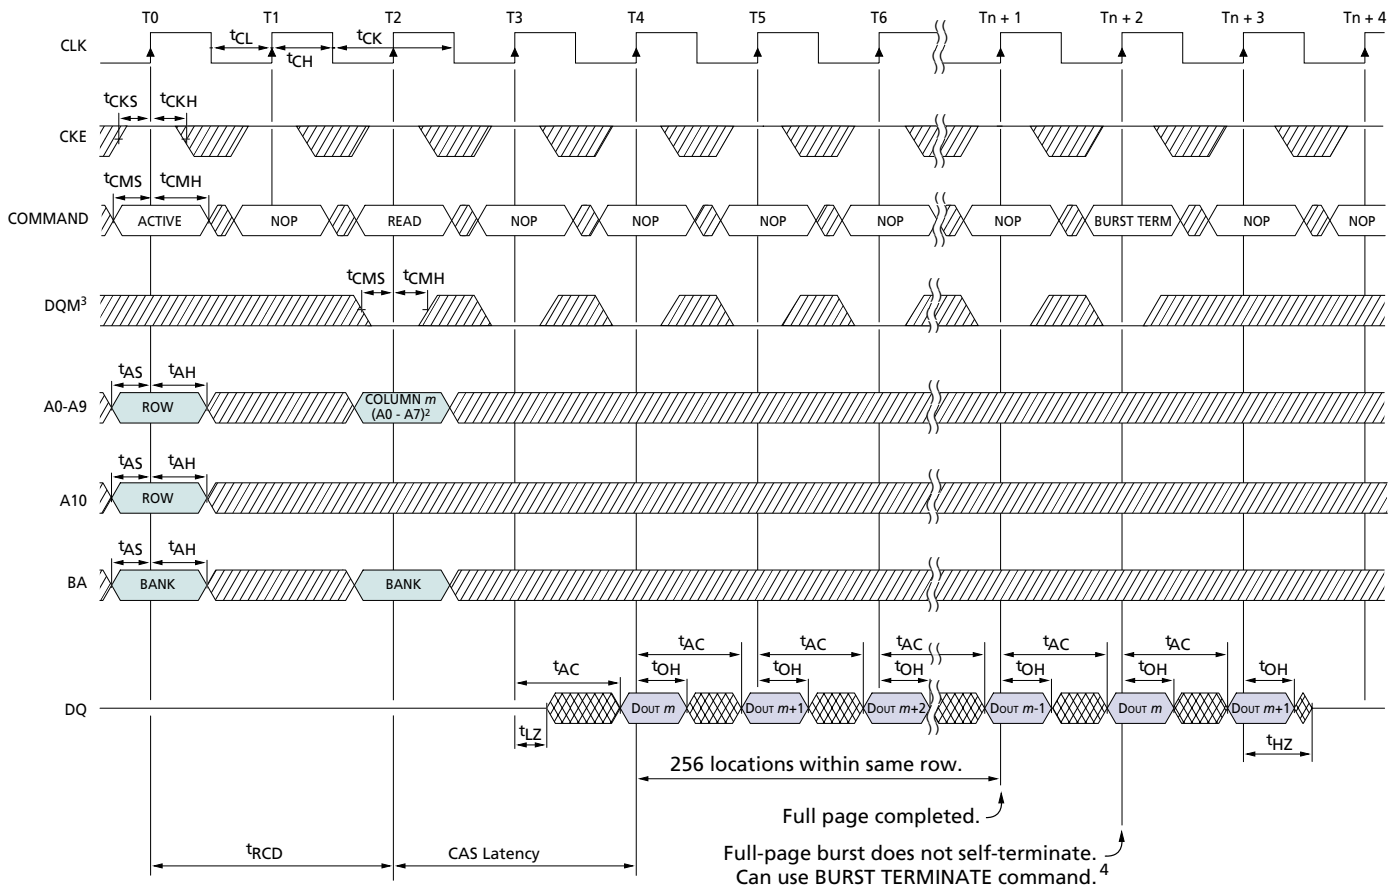 T0 T1 T2 T3 T4 T5 T6 Tn + 1 Tn + 2 Tn + 3 Tn + 4
CLK tCL tCK
tCH
tCKS tCKH
CKE
tCMS tCMH
COMMAND ACTIVE NOP READ NOP NOP NOP NOP NOP BURST TERM NOP NOP
tCMS tCMH
DQM3
tAS tAH
A0-A9 ROW COLUMN m
(A0 - A7)2
tAS tAH
A10 ROW
tAS tAH
BA BANK BANK
tAC tAC tAC tAC tAC
tAC tOH tOH tOH tOH tOH tOH
DQ DOUT m DOUT m+1 DOUT m+2 DOUT m-1 DOUT m DOUT m+1
tLZ tHZ
256 locations within same row.
Full page completed.
tRCD CAS Latency
Full-page burst does not self-terminate.
Can use BURST TERMINATE command.4